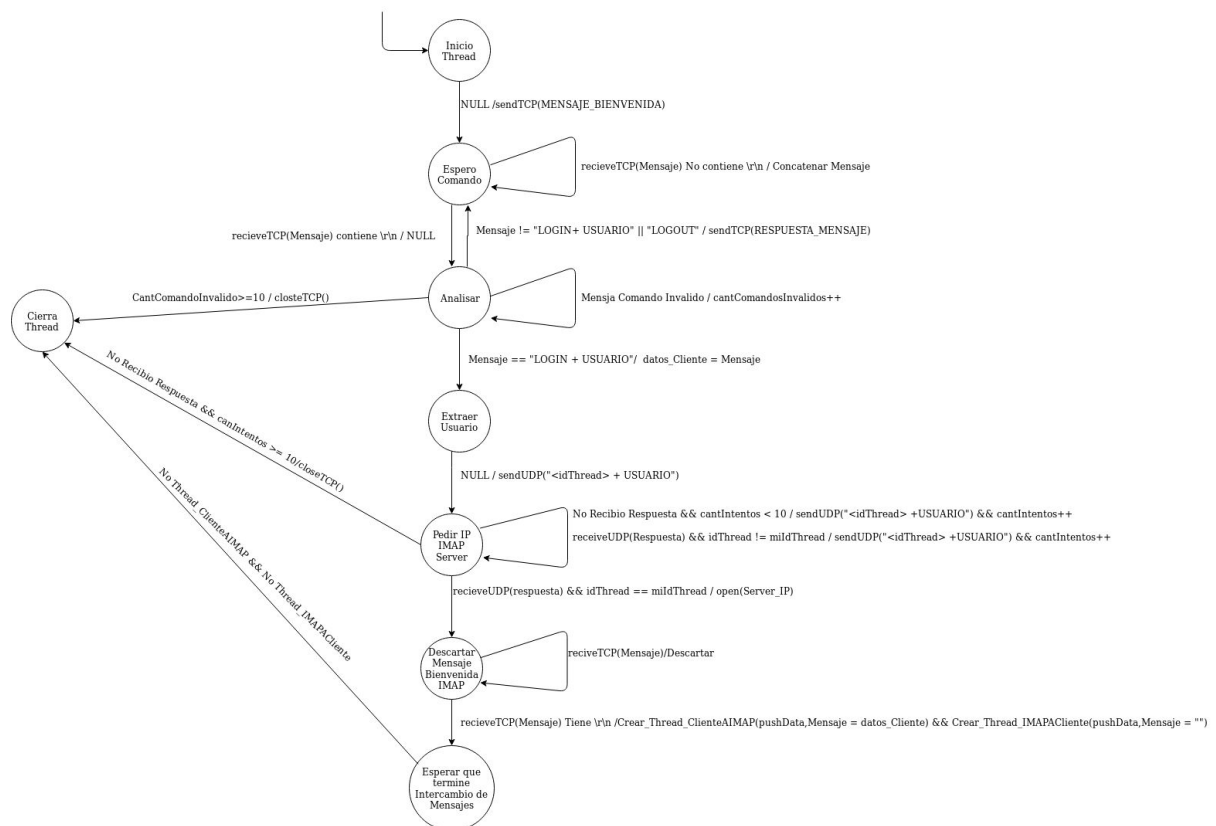 Inicio
Thread
NULL /sendTCP(MENSAJE_BIENVENIDA)
Espero
Comando
recieveTCP(Mensaje) No contiene \r\n / Concatenar Mensaje
recieveTCP(Mensaje) contiene \r\n / NULL
Mensaje != "LOGIN+ USUARIO" || "LOGOUT" / sendTCP(RESPUESTA_MENSAJE)
CantComandoInvalido>=10 / closteTCP()
Analisar
Mensja Comando Invalido / cantComandosInvalidos++
Cierra
Thread
No Recibio Respuesta && canIntentos >= 10/closeTCP()
Mensaje == "LOGIN + USUARIO"/ datos_Cliente = Mensaje
Extraer
Usuario
NULL / sendUDP("<idThread> + USUARIO")
No Thread_ClienteAIMAP && No Thread_IMAPACliente
Pedir IP
IMAP
Server
No Recibio Respuesta && cantIntentos < 10 / sendUDP("<idThread> +USUARIO") && cantIntentos++
receiveUDP(Respuesta) && idThread != miIdThread / sendUDP("<idThread> +USUARIO") && cantIntentos++
recieveUDP(respuesta) && idThread == miIdThread / open(Server_IP)
Descartar
Mensaje
Bienvenida
IMAP
reciveTCP(Mensaje)/Descartar
recieveTCP(Mensaje) Tiene \r\n /Crear_Thread_ClienteAIMAP(pushData,Mensaje = datos_Cliente) && Crear_Thread_IMAPACliente(pushData,Mensaje = "")
Esperar que
termine
Intercambio de
Mensajes